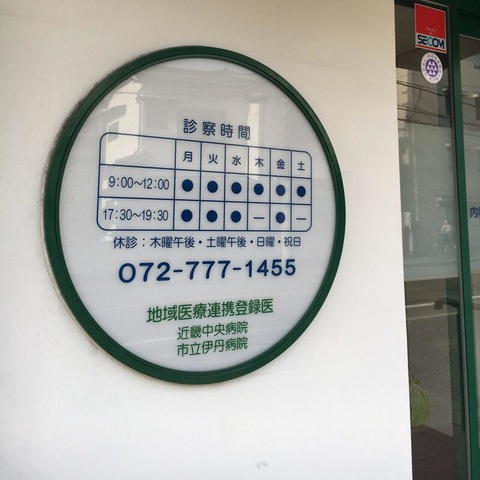 診察時間
月 火 水 木 金 土
9:00~12:00 ● ● ● ● ● ●
17:30~19:30 ● ● ● — ● —
休診：木曜午後・土曜午後・日曜・祝日
072-777-1455
地域医療連携登録医
近畿中央病院
市立伊丹病院
SECOM
内